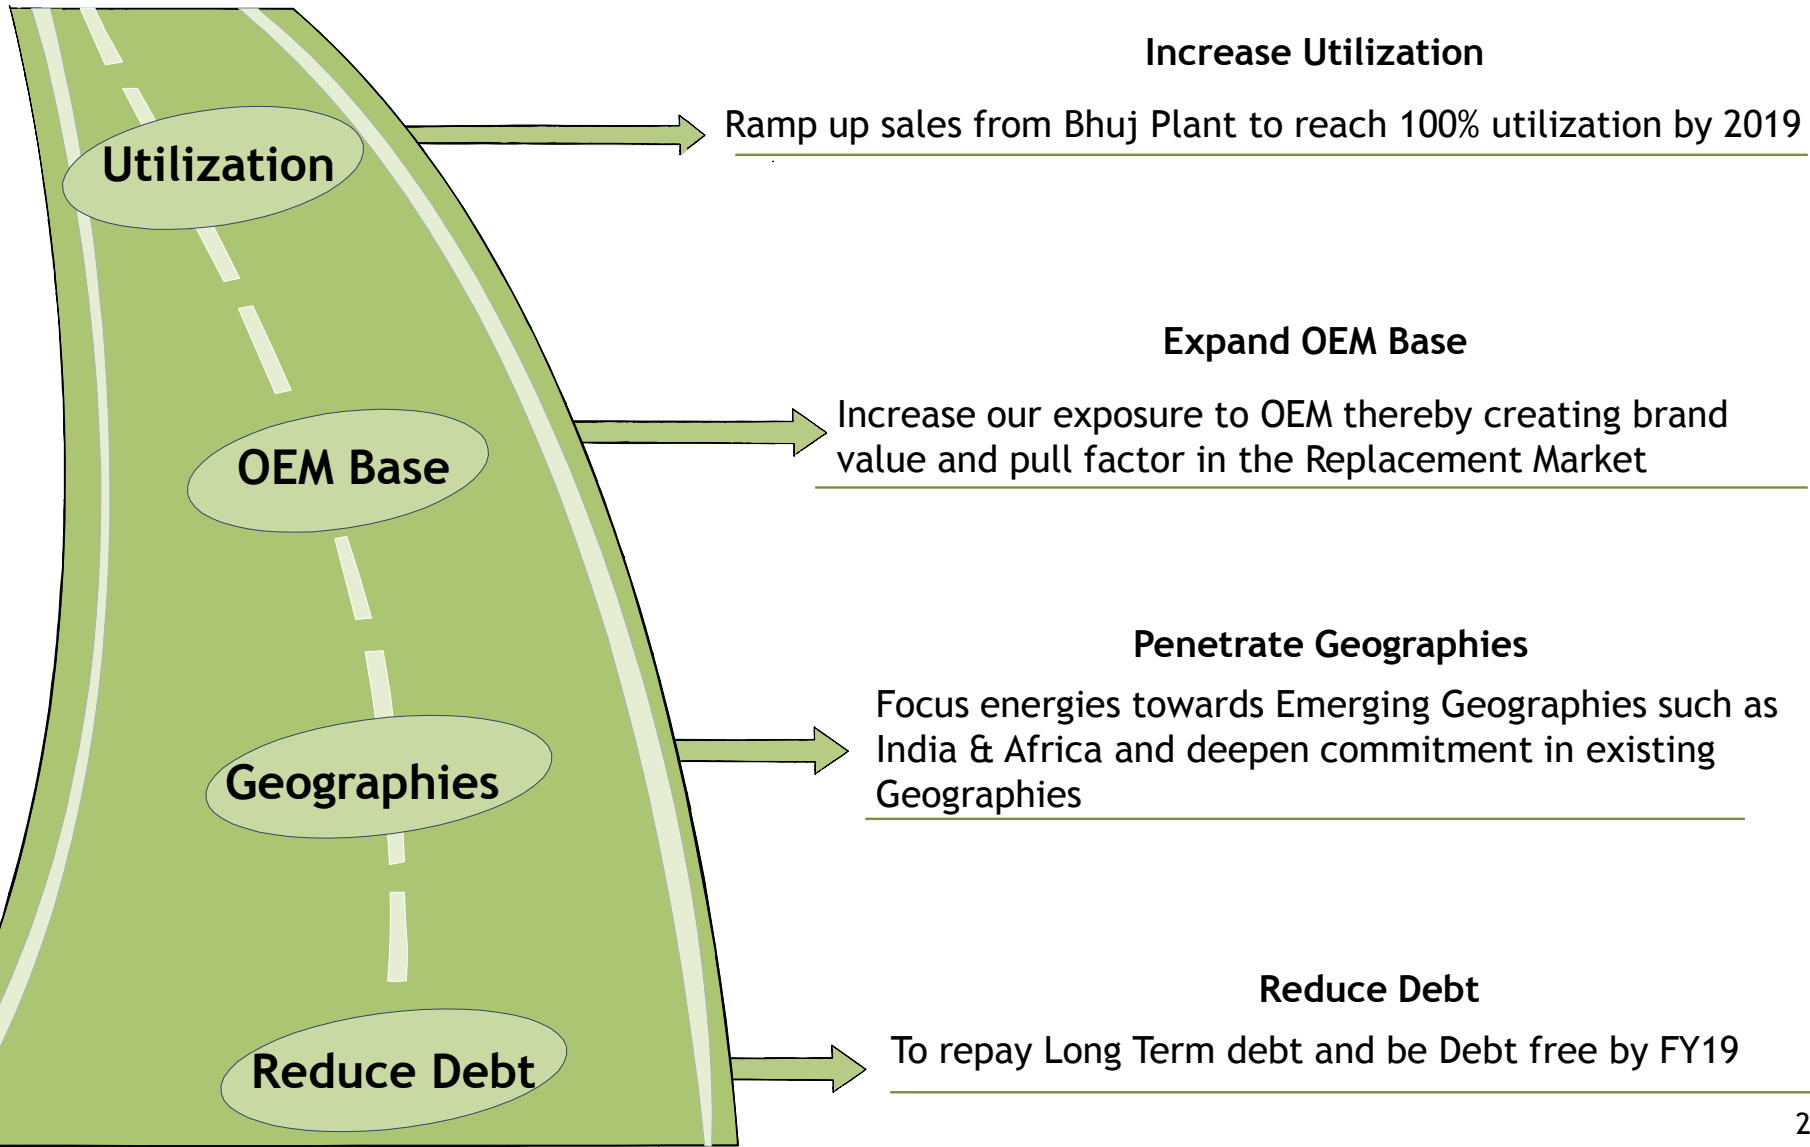 Increase Utilization
Utilization
Ramp up sales from Bhuj Plant to reach 100% utilization by 2019
Expand OEM Base
OEM Base
Increase our exposure to OEM thereby creating brand
value and pull factor in the Replacement Market
Penetrate Geographies
Geographies
Focus energies towards Emerging Geographies such as
India & Africa and deepen commitment in existing
Geographies
Reduce Debt
Reduce Debt
To repay Long Term debt and be Debt free by FY19
2